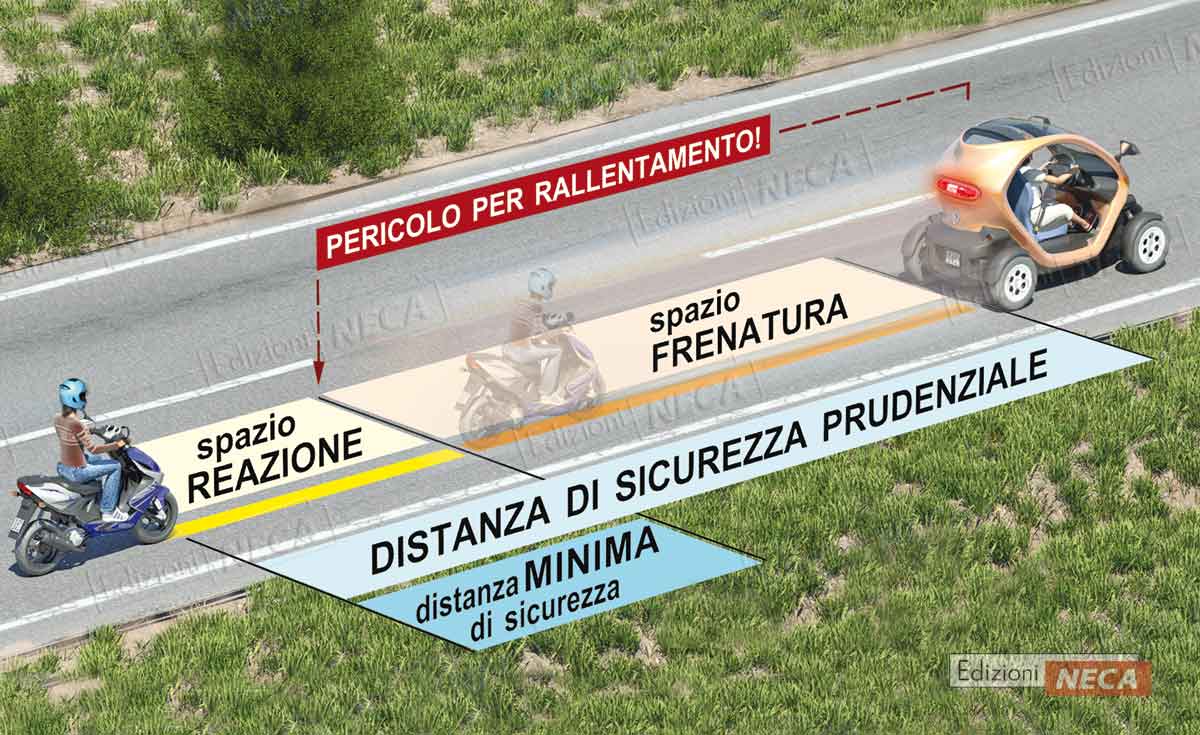 PERICOLO PER RALLENTAMENTO!
spazio
FRENATURA
spazio
REAZIONE
DISTANZA DI SICUREZZA PRUDENZIALE
distanza MINIMA
di sicurezza
Edizioni NECA